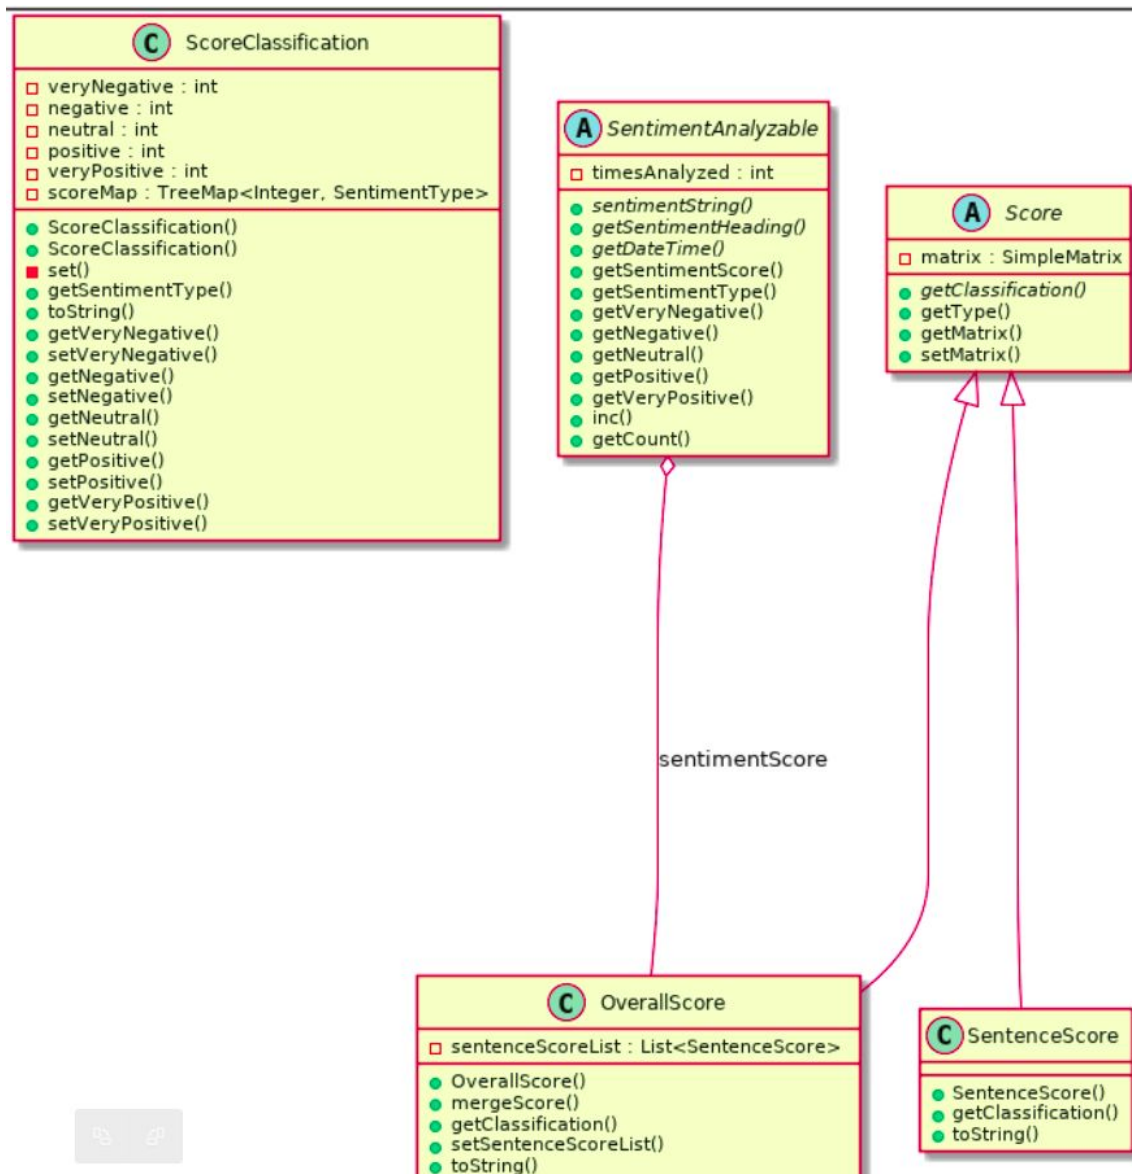 C ScoreClassification
veryNegative : int
negative : int
neutral : int
positive : int
veryPositive : int
scoreMap : TreeMap<Integer, SentimentType>
ScoreClassification()
ScoreClassification()
set()
getSentimentType()
toString()
getVeryNegative()
setVeryNegative()
getNegative()
setNegative()
getNeutral()
setNeutral()
getPositive()
setPositive()
getVeryPositive()
setVeryPositive()
A SentimentAnalyzable
timesAnalyzed : int
sentimentString()
getSentimentHeading()
getDateTime()
getSentimentScore()
getSentimentType()
getVeryNegative()
getNegative()
getNeutral()
getPositive()
getVeryPositive()
inc()
getCount()
A Score
matrix : SimpleMatrix
getClassification()
getType()
getMatrix()
setMatrix()
sentimentScore
C OverallScore
sentenceScoreList : List<SentenceScore>
OverallScore()
mergeScore()
getClassification()
setSentenceScoreList()
toString()
C SentenceScore
SentenceScore()
getClassification()
toString()